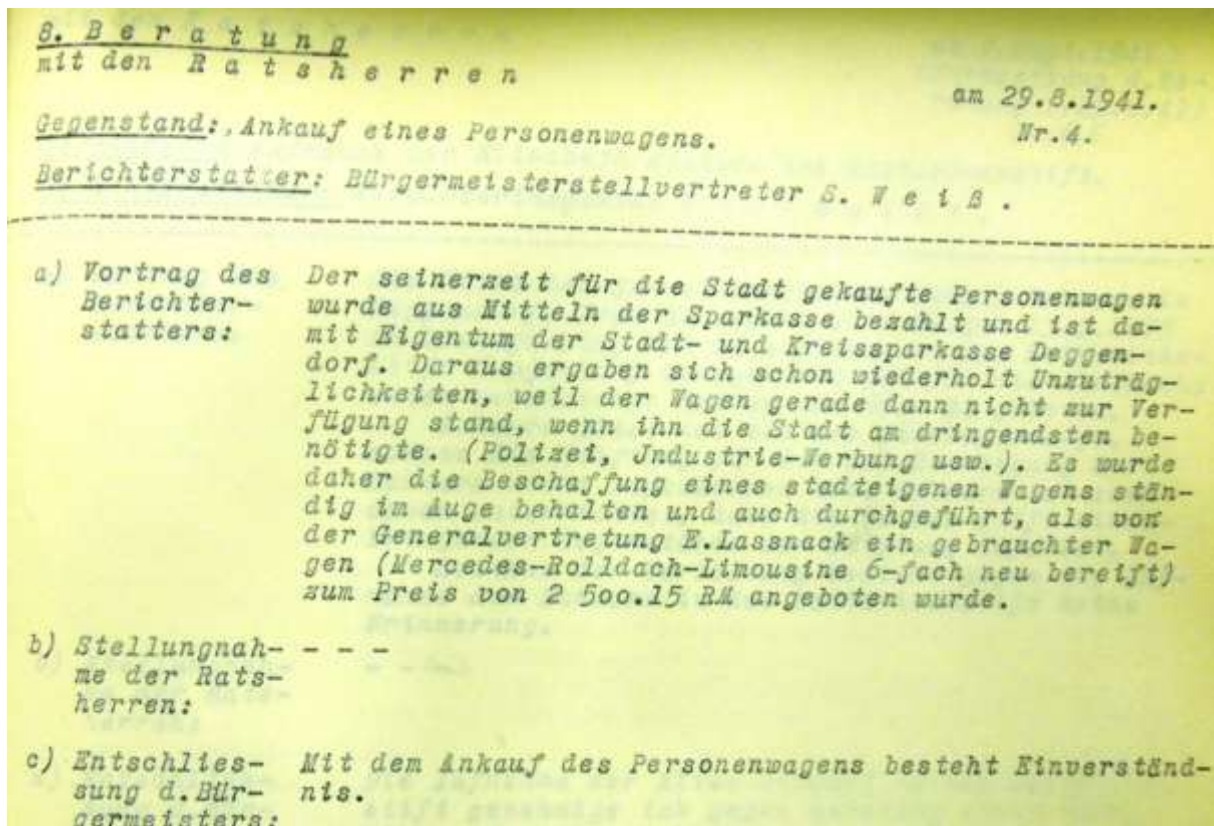 8. Beratung
mit den Ratsherren
am 29.8.1941.
Gegenstand: Ankauf eines Personenwagens.
Nr.4.
Berichterstatter: Bürgermeisterstellvertreter S. Weiß.
a) Vortrag des Berichter-statters:
Der seinerzeit für die Stadt gekaufte Personenwagen
wurde aus Mitteln der Sparkasse bezahlt und ist da-
mit Eigentum der Stadt- und Kreissparkasse Deggen-
dorf. Daraus ergaben sich schon wiederholt Unzuträg-
lichkeiten, weil der Wagen gerade dann nicht zur Ver-
fügung stand, wenn ihn die Stadt am dringendsten be-
nötigte. (Polizei, Jndustrie-Werbung usw.). Es wurde
daher die Beschaffung eines stadteigenen Wagens stän-
dig im Auge behalten und auch durchgeführt, als von
der Generalvertretung E.Lassnack ein gebrauchter Wa-
gen (Mercedes-Rolldach-Limousine 6-fach neu bereift)
zum Preis von 2 5oo.15 RM angeboten wurde.
b) Stellungnah- - - -
me der Rats-
herren:
c) Entschlies-
sung d.Bür-
germeisters:
Mit dem Ankauf des Personenwagens besteht Einverständ-
nis.